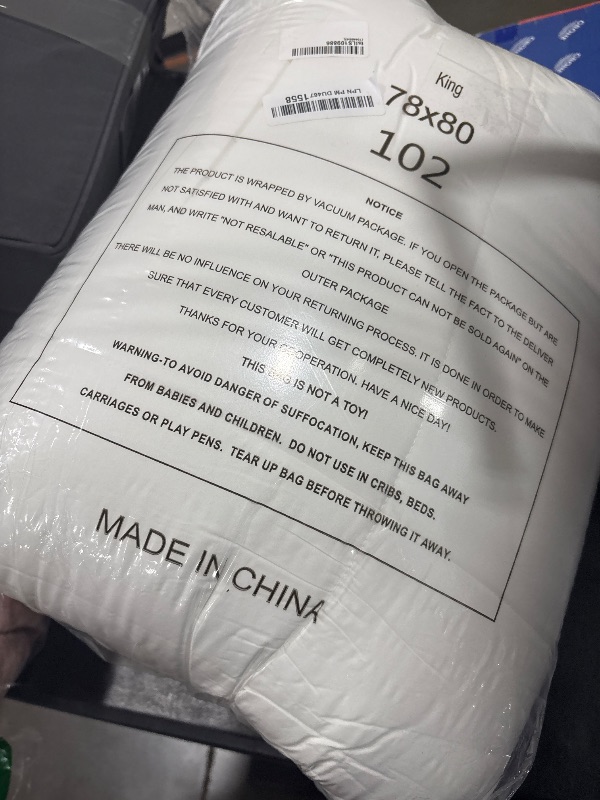 LPN PM DU4671558
King
78x80
102
NOTICE
THE PRODUCT IS WRAPPED BY VACUUM PACKAGE. IF YOU OPEN THE PACKAGE BUT ARE
NOT SATISFIED WITH AND WANT TO RETURN IT, PLEASE TELL THE FACT TO THE DELIVER
MAN, AND WRITE "NOT RESALABLE" OR "THIS PRODUCT CAN NOT BE SOLD AGAIN" ON THE
OUTER PACKAGE
THERE WILL BE NO INFLUENCE ON YOUR RETURNING PROCESS. IT IS DONE IN ORDER TO MAKE
SURE THAT EVERY CUSTOMER WILL GET COMPLETELY NEW PRODUCTS.
THANKS FOR YOUR COOPERATION. HAVE A NICE DAY!
THIS BAG IS NOT A TOY!
WARNING-TO AVOID DANGER OF SUFFOCATION, KEEP THIS BAG AWAY
FROM BABIES AND CHILDREN. DO NOT USE IN CRIBS, BEDS.
CARRIAGES OR PLAY PENS. TEAR UP BAG BEFORE THROWING IT AWAY.
MADE IN CHINA